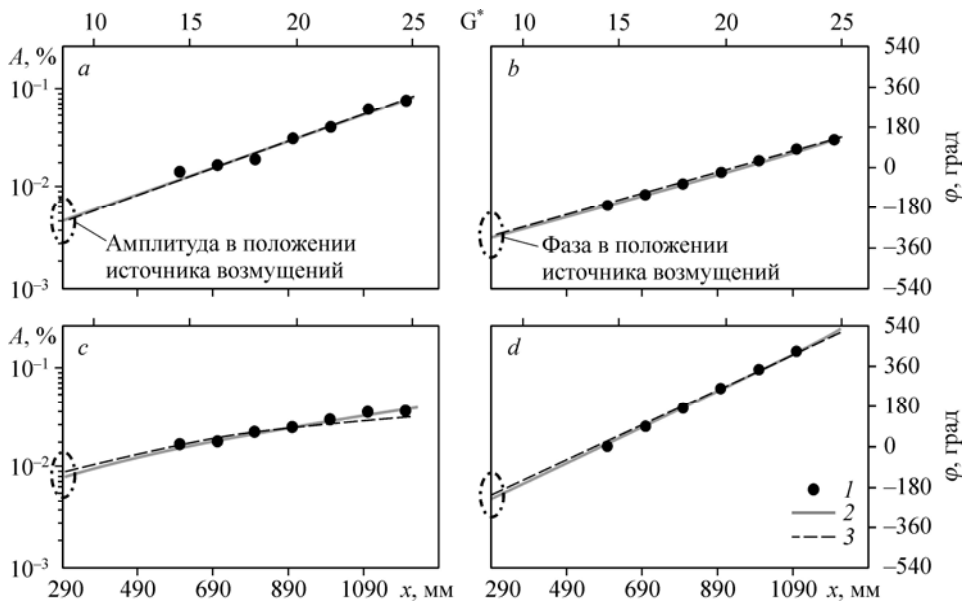 10 15 20 25 G* 10 15 20 25
A, % a b 540
10⁻¹ 360
180
0
10⁻² –180
Амплитуда в положении
источника возмущений
Фаза в положении
источника возмущений
–360
10⁻³ –540
φ, град
A, % c d 540
10⁻¹ 360
180
0
10⁻² –180
1
2
3
–360
10⁻³ –540
φ, град
290 490 690 890 1090 x, мм 290 490 690 890 1090 x, мм